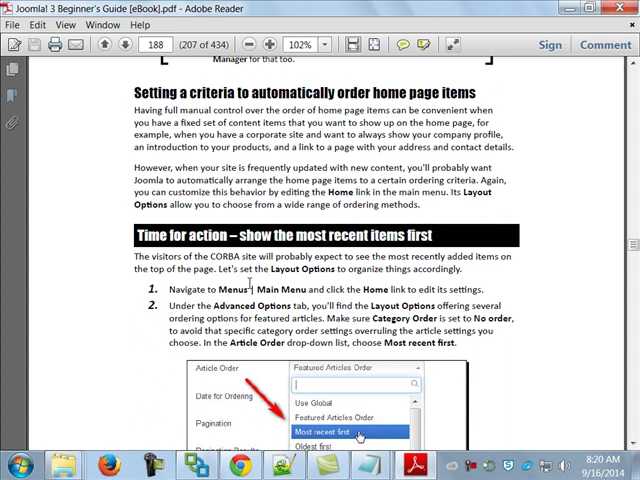 Joomla! 3 Beginner's Guide [eBook].pdf - Adobe Reader
File Edit View Window Help
188 (207 of 434) 102% Sign Comment
Manager for that too.
Setting a criteria to automatically order home page items
Having full manual control over the order of home page items can be convenient when
you have a fixed set of content items that you want to show up on the home page, for
example, when you have a corporate site and want to always show your company profile,
an introduction to your products, and a link to a page with your address and contact details.
However, when your site is frequently updated with new content, you'll probably want
Joomla to automatically arrange the home page items to a certain ordering criteria. Again,
you can customize this behavior by editing the Home link in the main menu. Its Layout
Options allow you to choose from a wide range of ordering methods.
Time for action – show the most recent items first
The visitors of the CORBA site will probably expect to see the most recently added items on
the top of the page. Let's set the Layout Options to organize things accordingly.
1. Navigate to Menus | Main Menu and click the Home link to edit its settings.
2. Under the Advanced Options tab, you'll find the Layout Options offering several
ordering options for featured articles. Make sure Category Order is set to No order,
to avoid that specific category order settings overruling the article settings you
choose. In the Article Order drop-down list, choose Most recent first.
Article Order Featured Articles Order
Date for Ordering
Use Global
Featured Articles Order
Pagination
Most recent first
Pagination Results
Oldest first
8:20 AM
9/16/2014